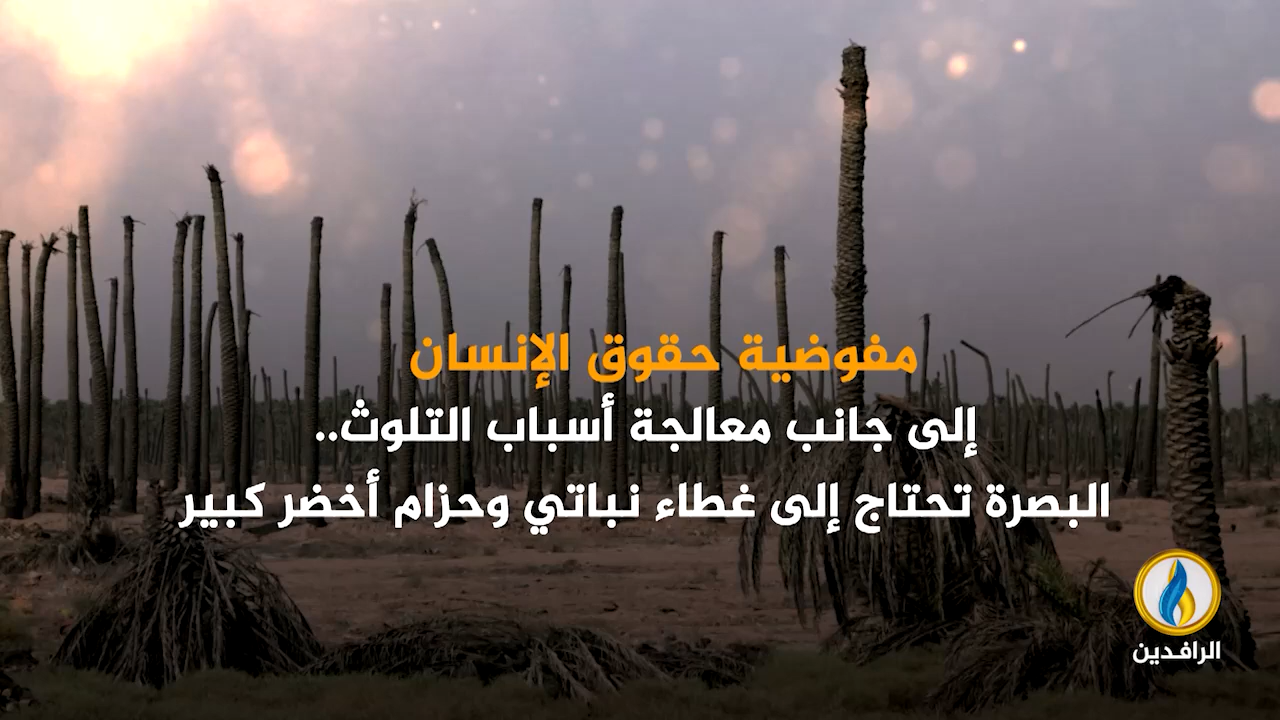 مفوضية حقوق الإنسان
إلى جانب معالجة أسباب التلوث..
البصرة تحتاج إلى غطاء نباتي وحزام أخضر كبير
الرافدين